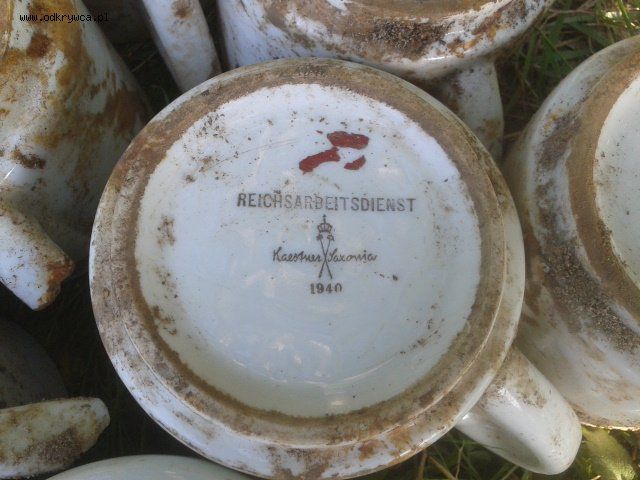 www.odkrywca.pl
REICHSARBEITSDIENST
Kaestner Saxonia
1940